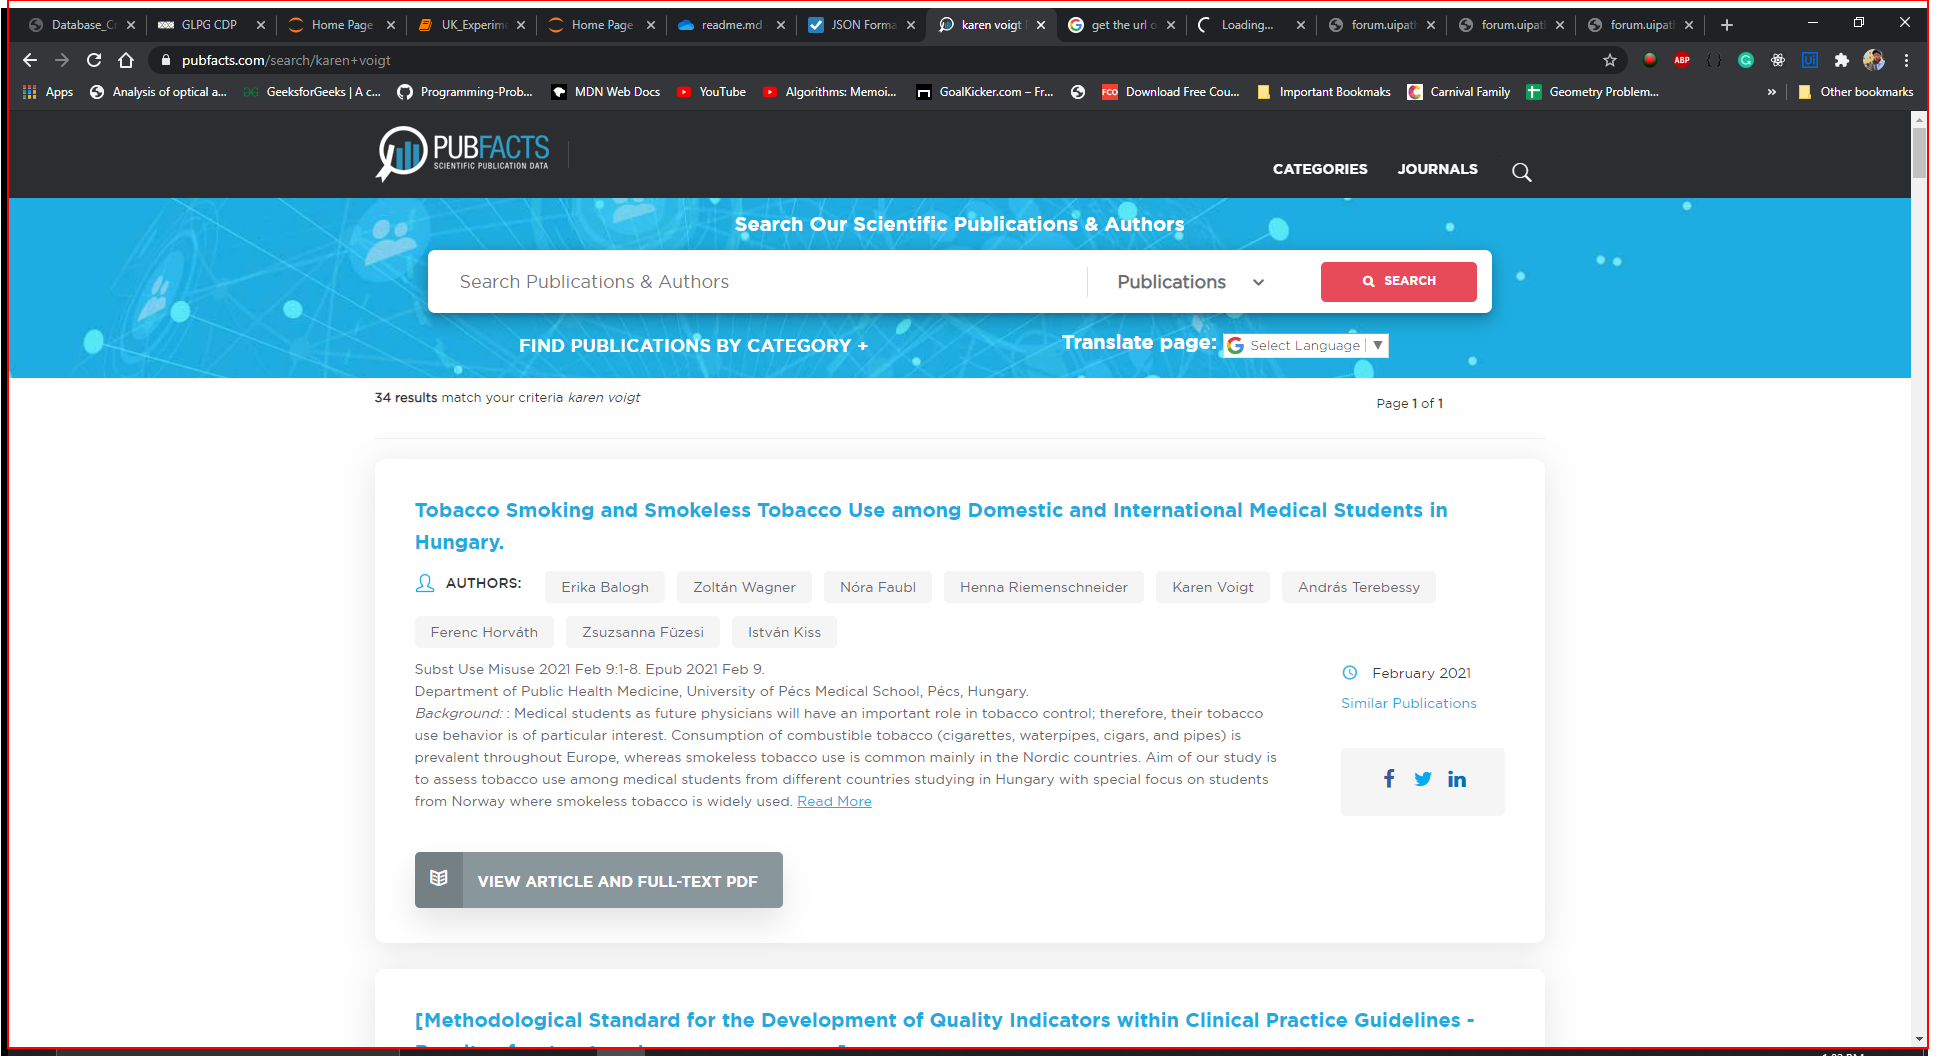 Database_Cr GLPG CDP Home Page UK_Experim Home Page readme.md JSON Forma karen voigt get the url o Loading... forum.uipat forum.uipat forum.uipat
pubfacts.com/search/karen+voigt
ABP
Apps Analysis of optical a... GeeksforGeeks | A c... Programming-Prob... MDN Web Docs YouTube Algorithms: Memoi... GoalKicker.com – Fr... FCO Download Free Cou... Important Bookmaks Carnival Family Geometry Problem... » Other bookmarks
PUBFACTS
SCIENTIFIC PUBLICATION DATA
CATEGORIES JOURNALS
Search Our Scientific Publications & Authors
Search Publications & Authors Publications SEARCH
FIND PUBLICATIONS BY CATEGORY + Translate page: Select Language ▼
34 results match your criteria karen voigt
Page 1 of 1
Tobacco Smoking and Smokeless Tobacco Use among Domestic and International Medical Students in
Hungary.
AUTHORS: Erika Balogh Zoltán Wagner Nóra Faubl Henna Riemenschneider Karen Voigt András Terebessy
Ferenc Horváth Zsuzsanna Füzesi István Kiss
Subst Use Misuse 2021 Feb 9:1-8. Epub 2021 Feb 9.
Department of Public Health Medicine, University of Pécs Medical School, Pécs, Hungary.
Background: : Medical students as future physicians will have an important role in tobacco control; therefore, their tobacco
use behavior is of particular interest. Consumption of combustible tobacco (cigarettes, waterpipes, cigars, and pipes) is
prevalent throughout Europe, whereas smokeless tobacco use is common mainly in the Nordic countries. Aim of our study is
to assess tobacco use among medical students from different countries studying in Hungary with special focus on students
from Norway where smokeless tobacco is widely used. Read More
February 2021
Similar Publications
VIEW ARTICLE AND FULL-TEXT PDF
[Methodological Standard for the Development of Quality Indicators within Clinical Practice Guidelines -